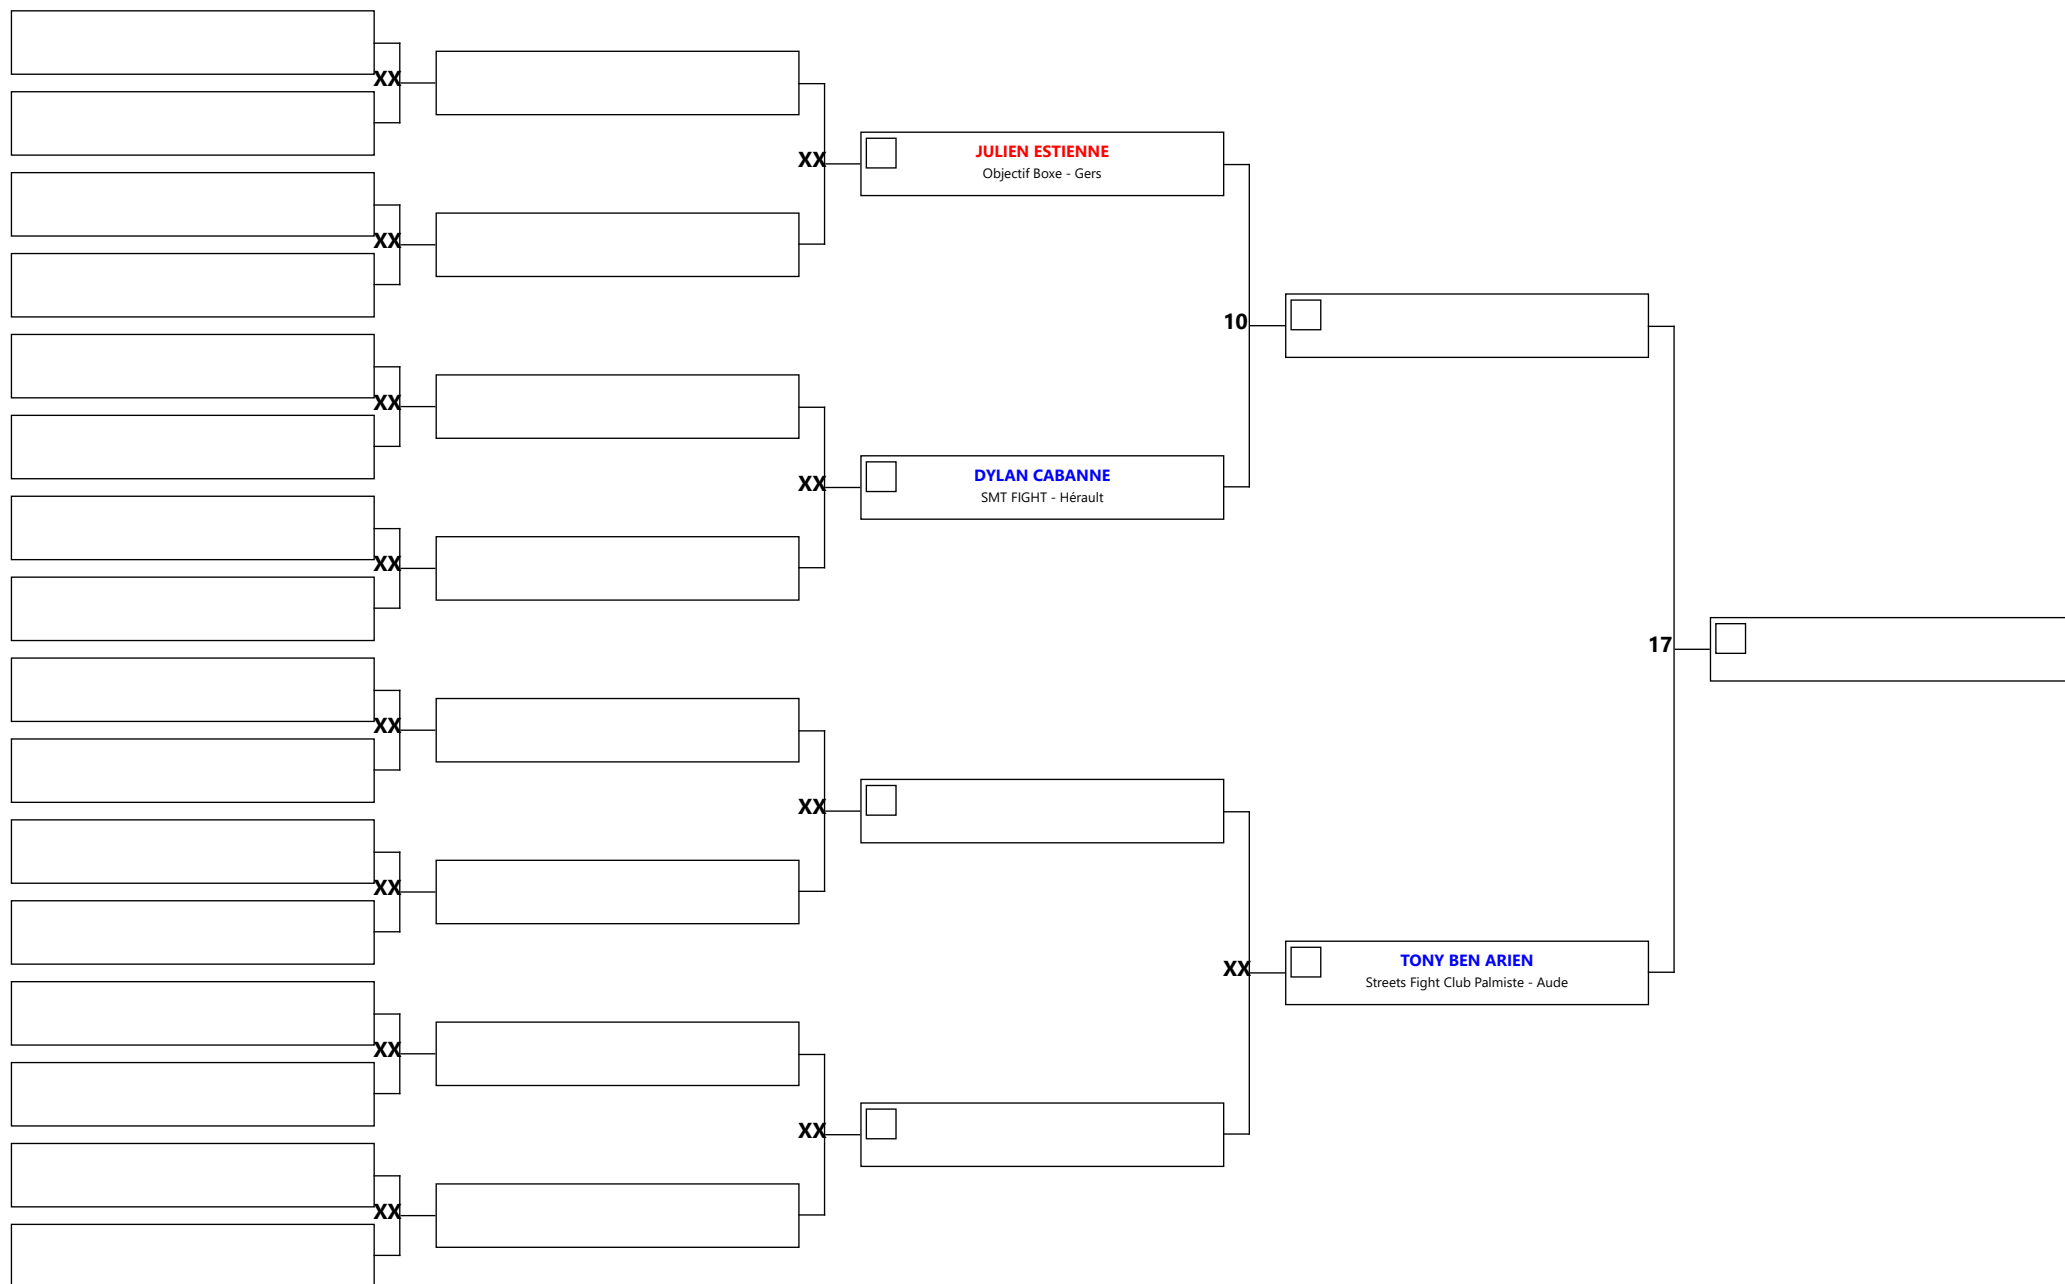 XX
XX
JULIEN ESTIENNE
Objectif Boxe - Gers
XX
10
XX
XX
DYLAN CABANNE
SMT FIGHT - Hérault
XX
17
XX
XX
XX
XX
TONY BEN ARIEN
Streets Fight Club Palmiste - Aude
XX
XX
XX